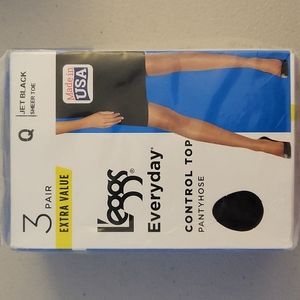 Q
JET BLACK
SHEER TOE
Made in
USA
3 PAIR
EXTRA VALUE
L'eggs®
Everyday
CONTROL TOP
PANTYHOSE